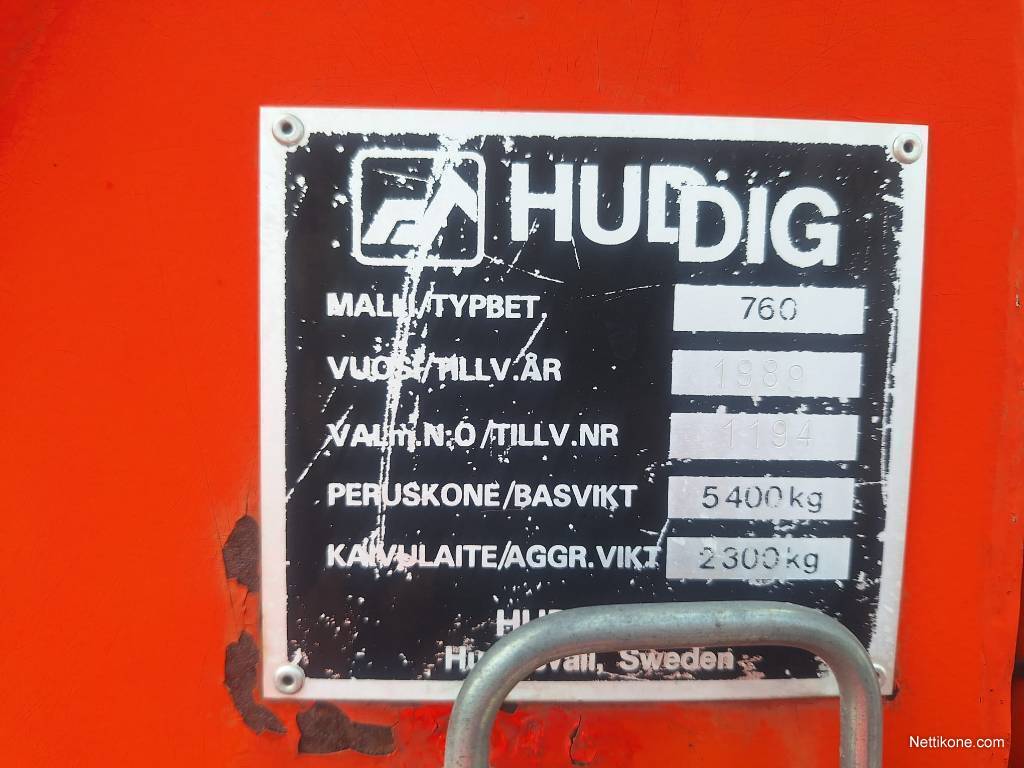 HUDDIG
MALLI/TYPBET. 760
VUOSI/TILLV.ÅR 1989
VALm.N:O/TILLV.NR 1194
PERUSKONE/BASVIKT 5400kg
KAIVULAITE/AGGR.VIKT 2300kg
Sweden
Nettikone.com